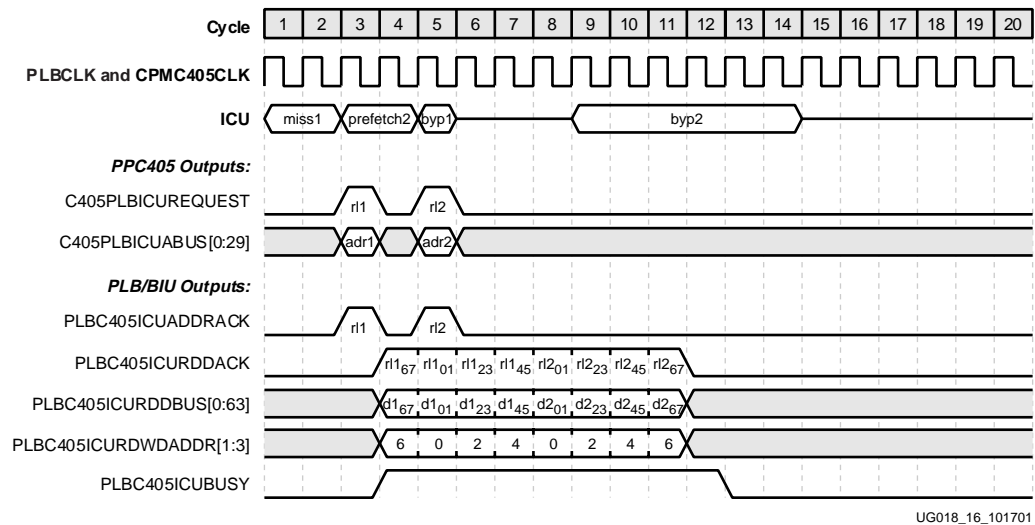 Cycle 1 2 3 4 5 6 7 8 9 10 11 12 13 14 15 16 17 18 19 20
PLBCLK and CPMC405CLK
ICU miss1 prefetch2 byp1 byp2
PPC405 Outputs:
C405PLBICUREQUEST rl1 rl2
C405PLBICUABUS[0:29] adr1 adr2
PLB/BIU Outputs:
PLBC405ICUADDRACK rl1 rl2
PLBC405ICURDDACK rl167 rl101 rl123 rl145 rl201 rl223 rl245 rl267
PLBC405ICURDDBUS[0:63] d167 d101 d123 d145 d201 d223 d245 d267
PLBC405ICURDWDADDR[1:3] 6 0 2 4 0 2 4 6
PLBC405ICUBUSY
UG018_16_101701